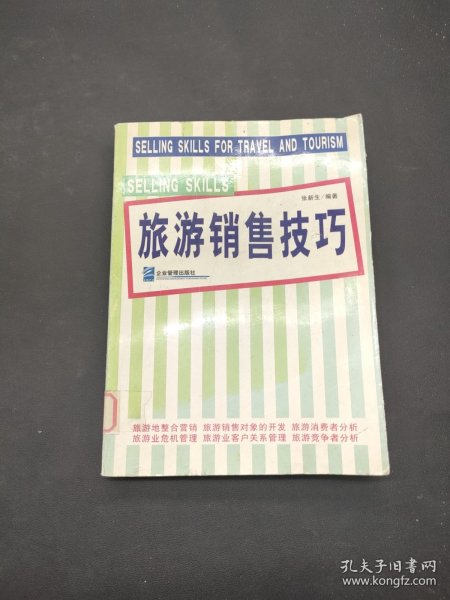 SELLING SKILLS FOR TRAVEL AND TOURISM
SELLING SKILLS
张新生/编著
旅游销售技巧
企业管理出版社
旅游地整合营销 旅游销售对象的开发 旅游消费者分析
旅游业危机管理 旅游业客户关系管理 旅游竞争者分析
孔夫子旧书网
www.kongfz.com